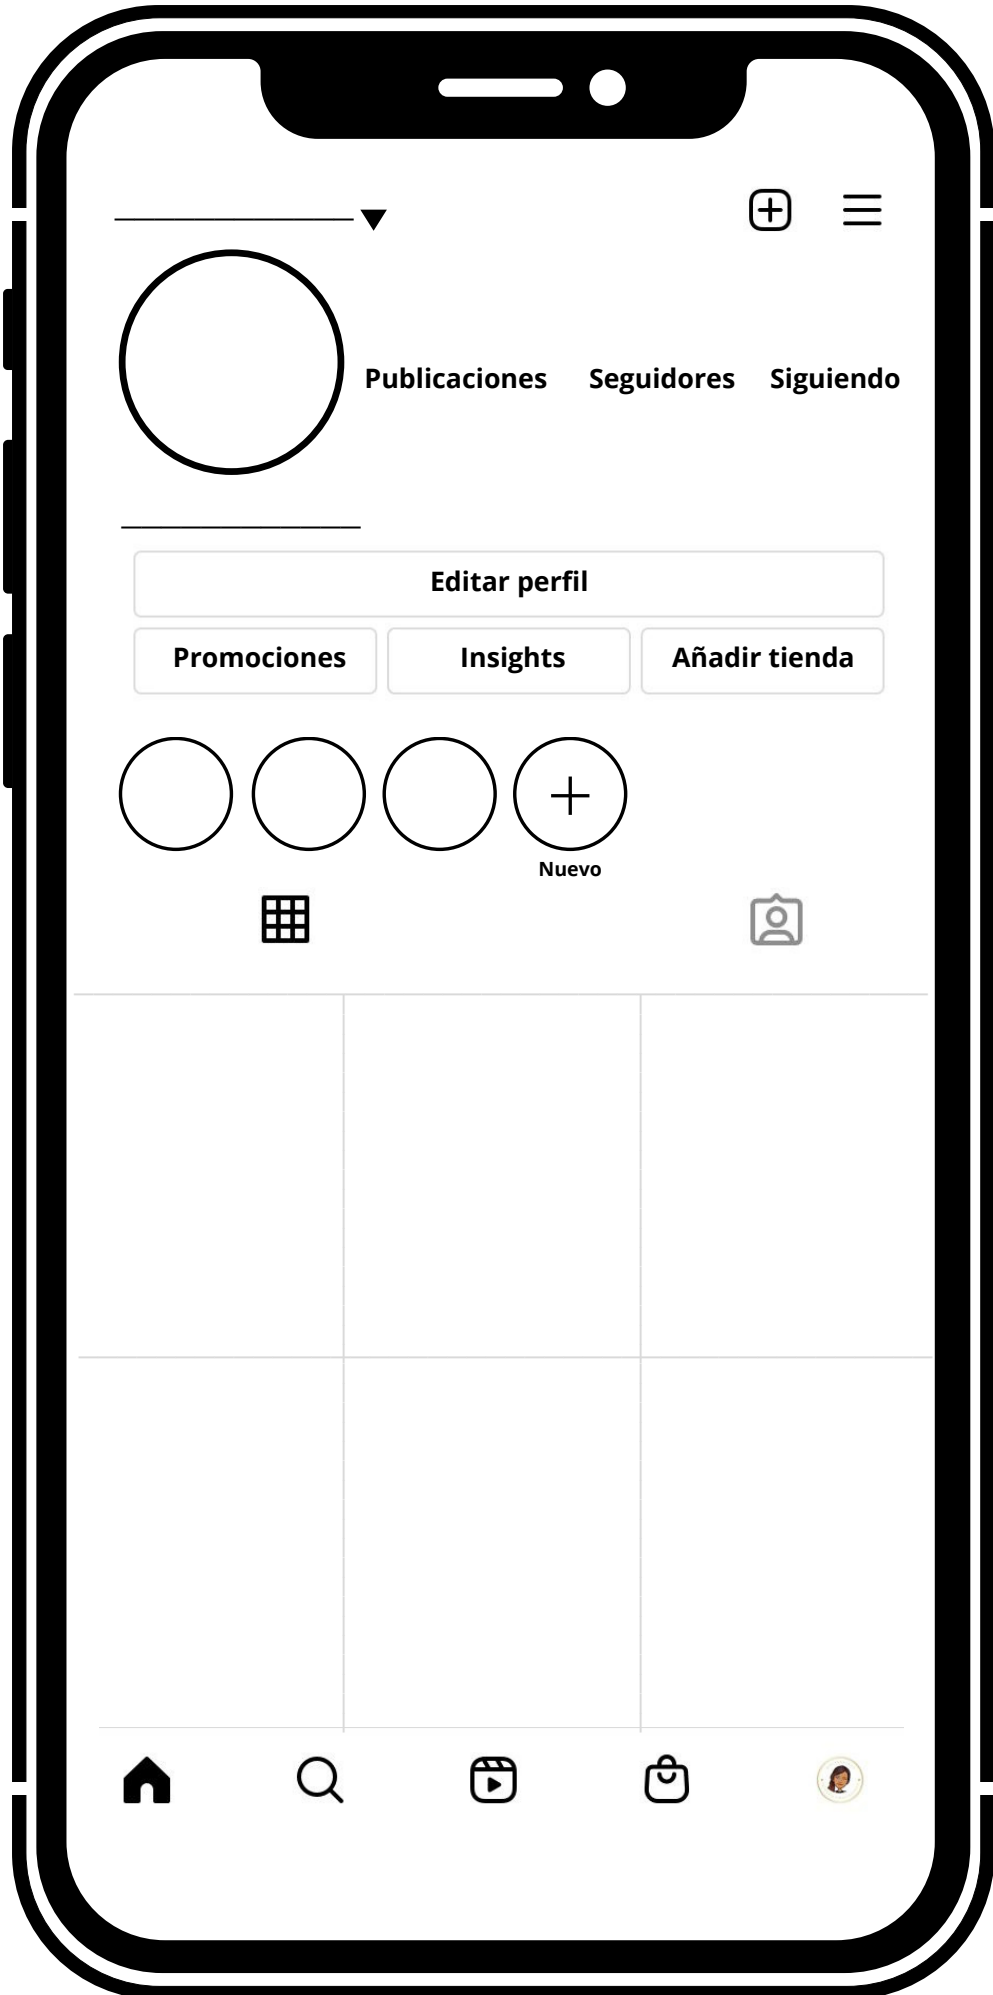 Publicaciones Seguidores Siguiendo
Editar perfil
Promociones Insights Añadir tienda
Nuevo